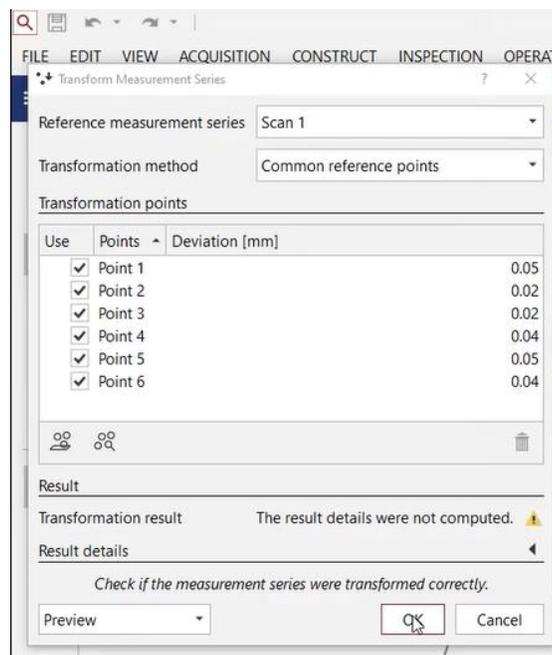 FILE EDIT VIEW ACQUISITION CONSTRUCT INSPECTION OPERA
Transform Measurement Series ?
Reference measurement series Scan 1
Transformation method Common reference points
Transformation points
Use Points Deviation [mm]
Point 1 0.05
Point 2 0.02
Point 3 0.02
Point 4 0.04
Point 5 0.05
Point 6 0.04
Result
Transformation result The result details were not computed.
Result details
Check if the measurement series were transformed correctly.
Preview OK Cancel